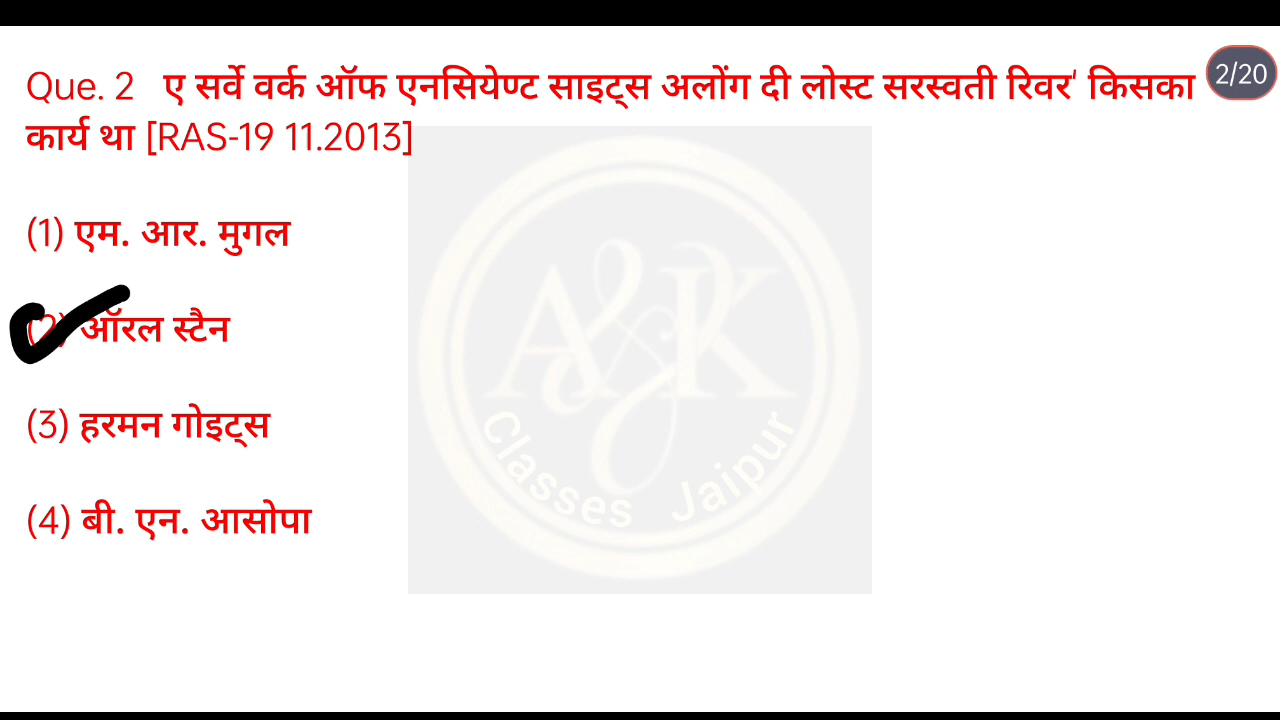 Que. 2 ए सर्वे वर्क ऑफ एनसियेण्ट साइट्स अलोंग दी लोस्ट सरस्वती रिवर' किसका
2/20
कार्य था [RAS-19 11.2013]
(1) एम. आर. मुगल
(2) ऑरल स्टैन
(3) हरमन गोइट्स
(4) बी. एन. आसोपा
A&K
Classes Jaipur